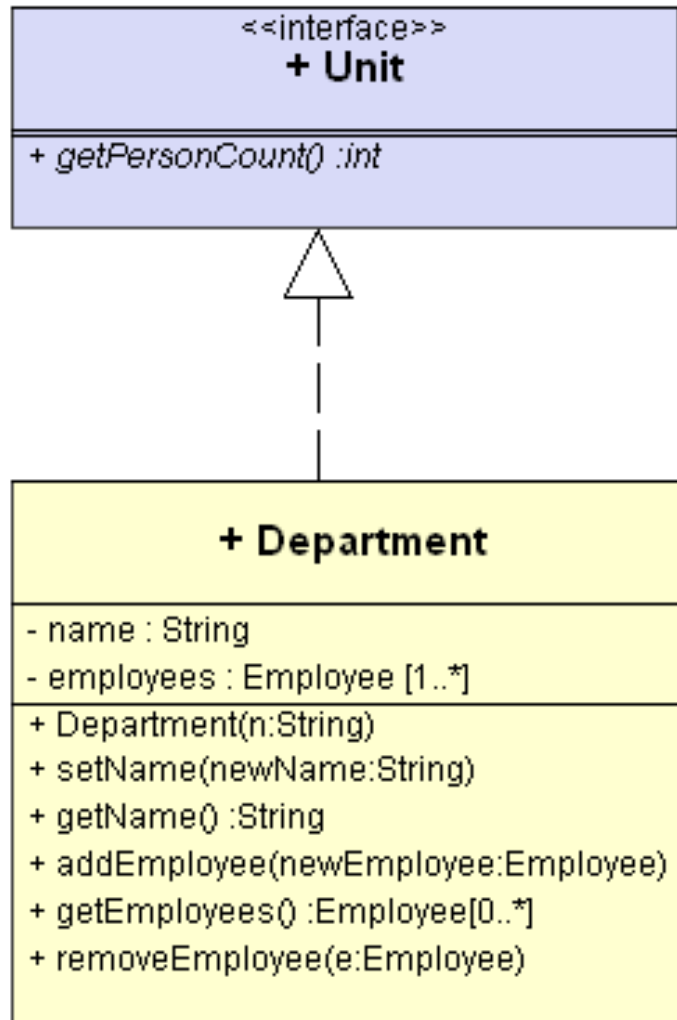 <<interface>>
+ Unit
+ getPersonCount() :int
+ Department
- name : String
- employees : Employee [1..*]
+ Department(n:String)
+ setName(newName:String)
+ getName() :String
+ addEmployee(newEmployee:Employee)
+ getEmployees() :Employee[0..*]
+ removeEmployee(e:Employee)